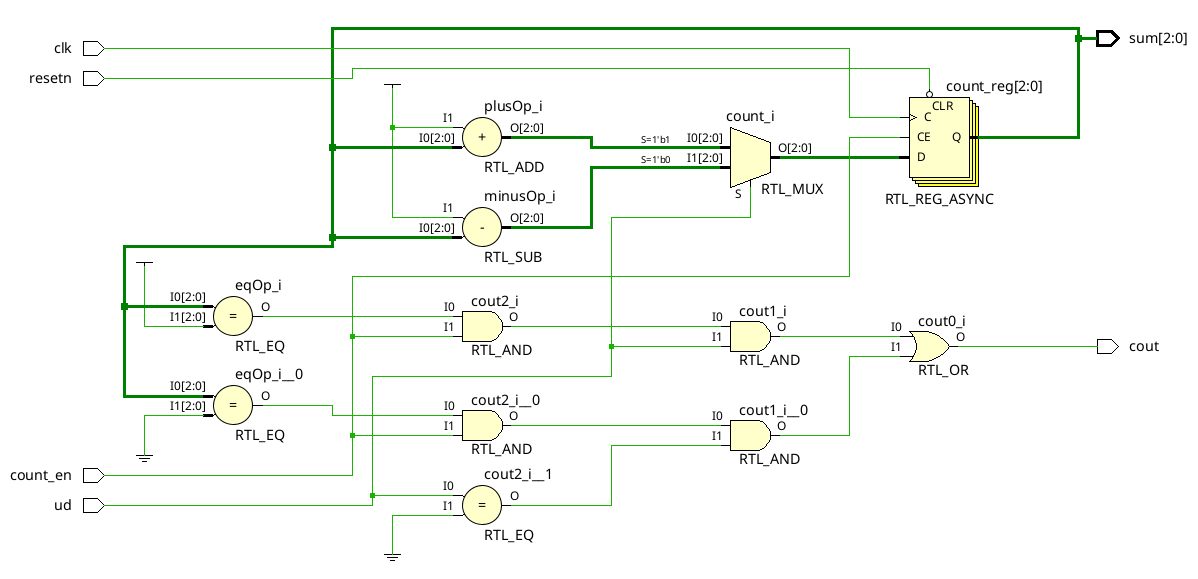 clk
sum[2:0]
resetn
count_reg[2:0]
CLR
C
CE
Q
D
RTL_REG_ASYNC
plusOp_i
I1
I0[2:0]
+
O[2:0]
RTL_ADD
count_i
S=1'b1
I0[2:0]
S=1'b0
I1[2:0]
O[2:0]
S
RTL_MUX
minusOp_i
I1
I0[2:0]
-
O[2:0]
RTL_SUB
eqOp_i
I0[2:0]
I1[2:0]
=
O
RTL_EQ
cout2_i
I0
I1
O
RTL_AND
cout1_i
I0
I1
O
RTL_AND
cout0_i
I0
I1
O
RTL_OR
cout
eqOp_i__0
I0[2:0]
I1[2:0]
=
O
RTL_EQ
cout2_i__0
I0
I1
O
RTL_AND
cout1_i__0
I0
I1
O
RTL_AND
count_en
ud
cout2_i__1
I0
I1
=
O
RTL_EQ